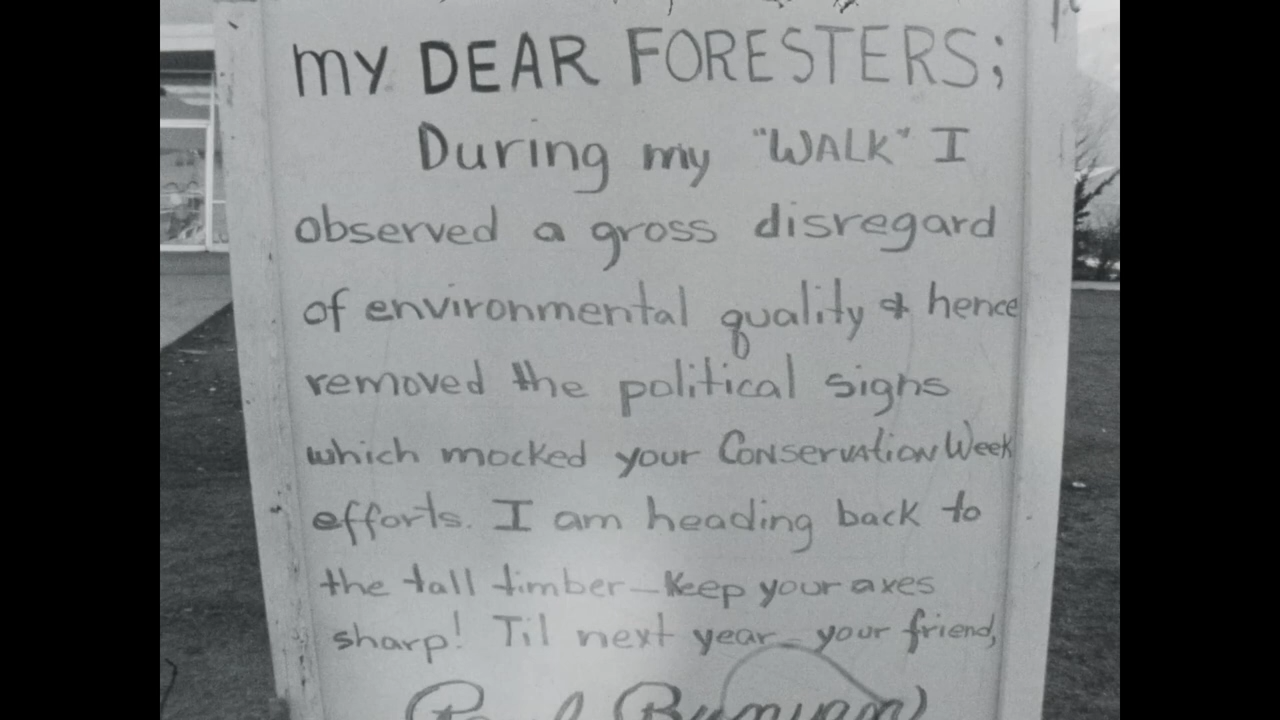 my DEAR FORESTERS;
During my "WALK" I
observed a gross disregard
of environmental quality & hence
removed the political signs
which mocked your Conservation Week
efforts. I am heading back to
the tall timber—Keep your axes
sharp! Til next year—your friend,
Paul Bunyan